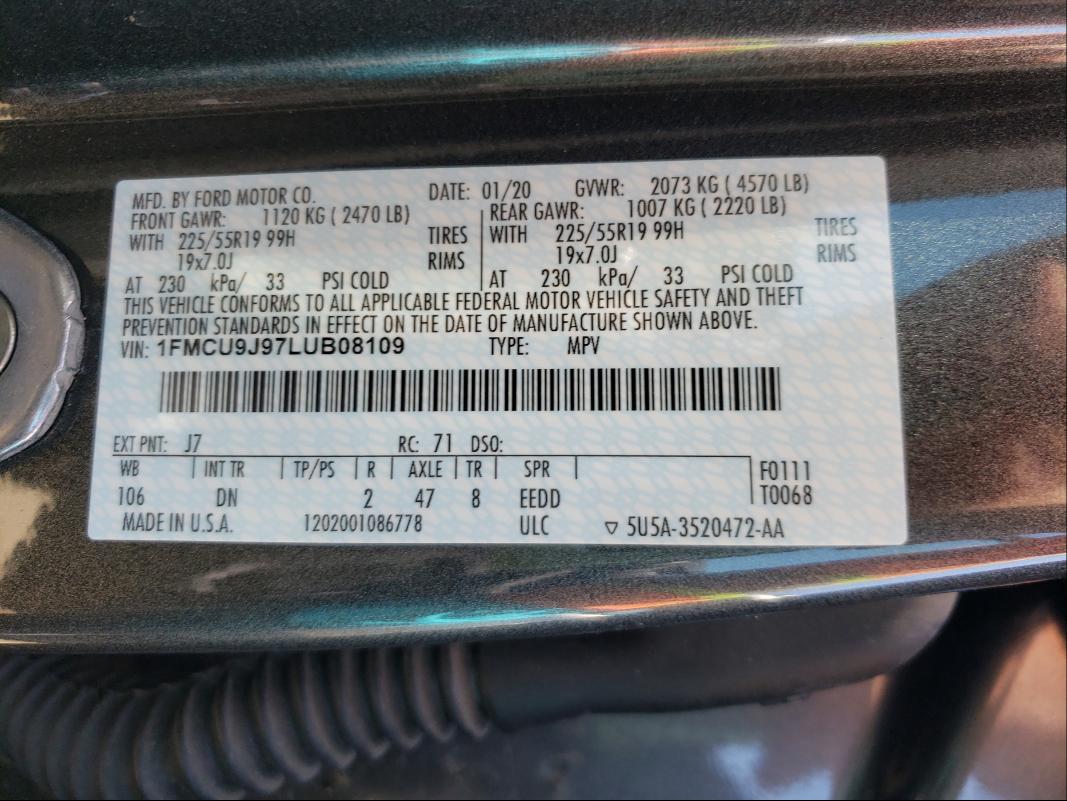 MFD. BY FORD MOTOR CO. DATE: 01/20 GVWR: 2073 KG ( 4570 LB)
FRONT GAWR: 1120 KG ( 2470 LB) REAR GAWR: 1007 KG ( 2220 LB)
WITH 225/55R19 99H TIRES WITH 225/55R19 99H TIRES
19x7.0J RIMS 19x7.0J RIMS
AT 230 kPa/ 33 PSI COLD AT 230 kPa/ 33 PSI COLD
THIS VEHICLE CONFORMS TO ALL APPLICABLE FEDERAL MOTOR VEHICLE SAFETY AND THEFT
PREVENTION STANDARDS IN EFFECT ON THE DATE OF MANUFACTURE SHOWN ABOVE.
VIN: 1FMCU9J97LUB08109 TYPE: MPV
EXT PNT: J7 RC: 71 DSO:
WB | INT TR | TP/PS | R | AXLE | TR | SPR | F0111
106 DN 2 47 8 EEDD T0068
MADE IN U.S.A. 1202001086778 ULC ▽ 5U5A-3520472-AA